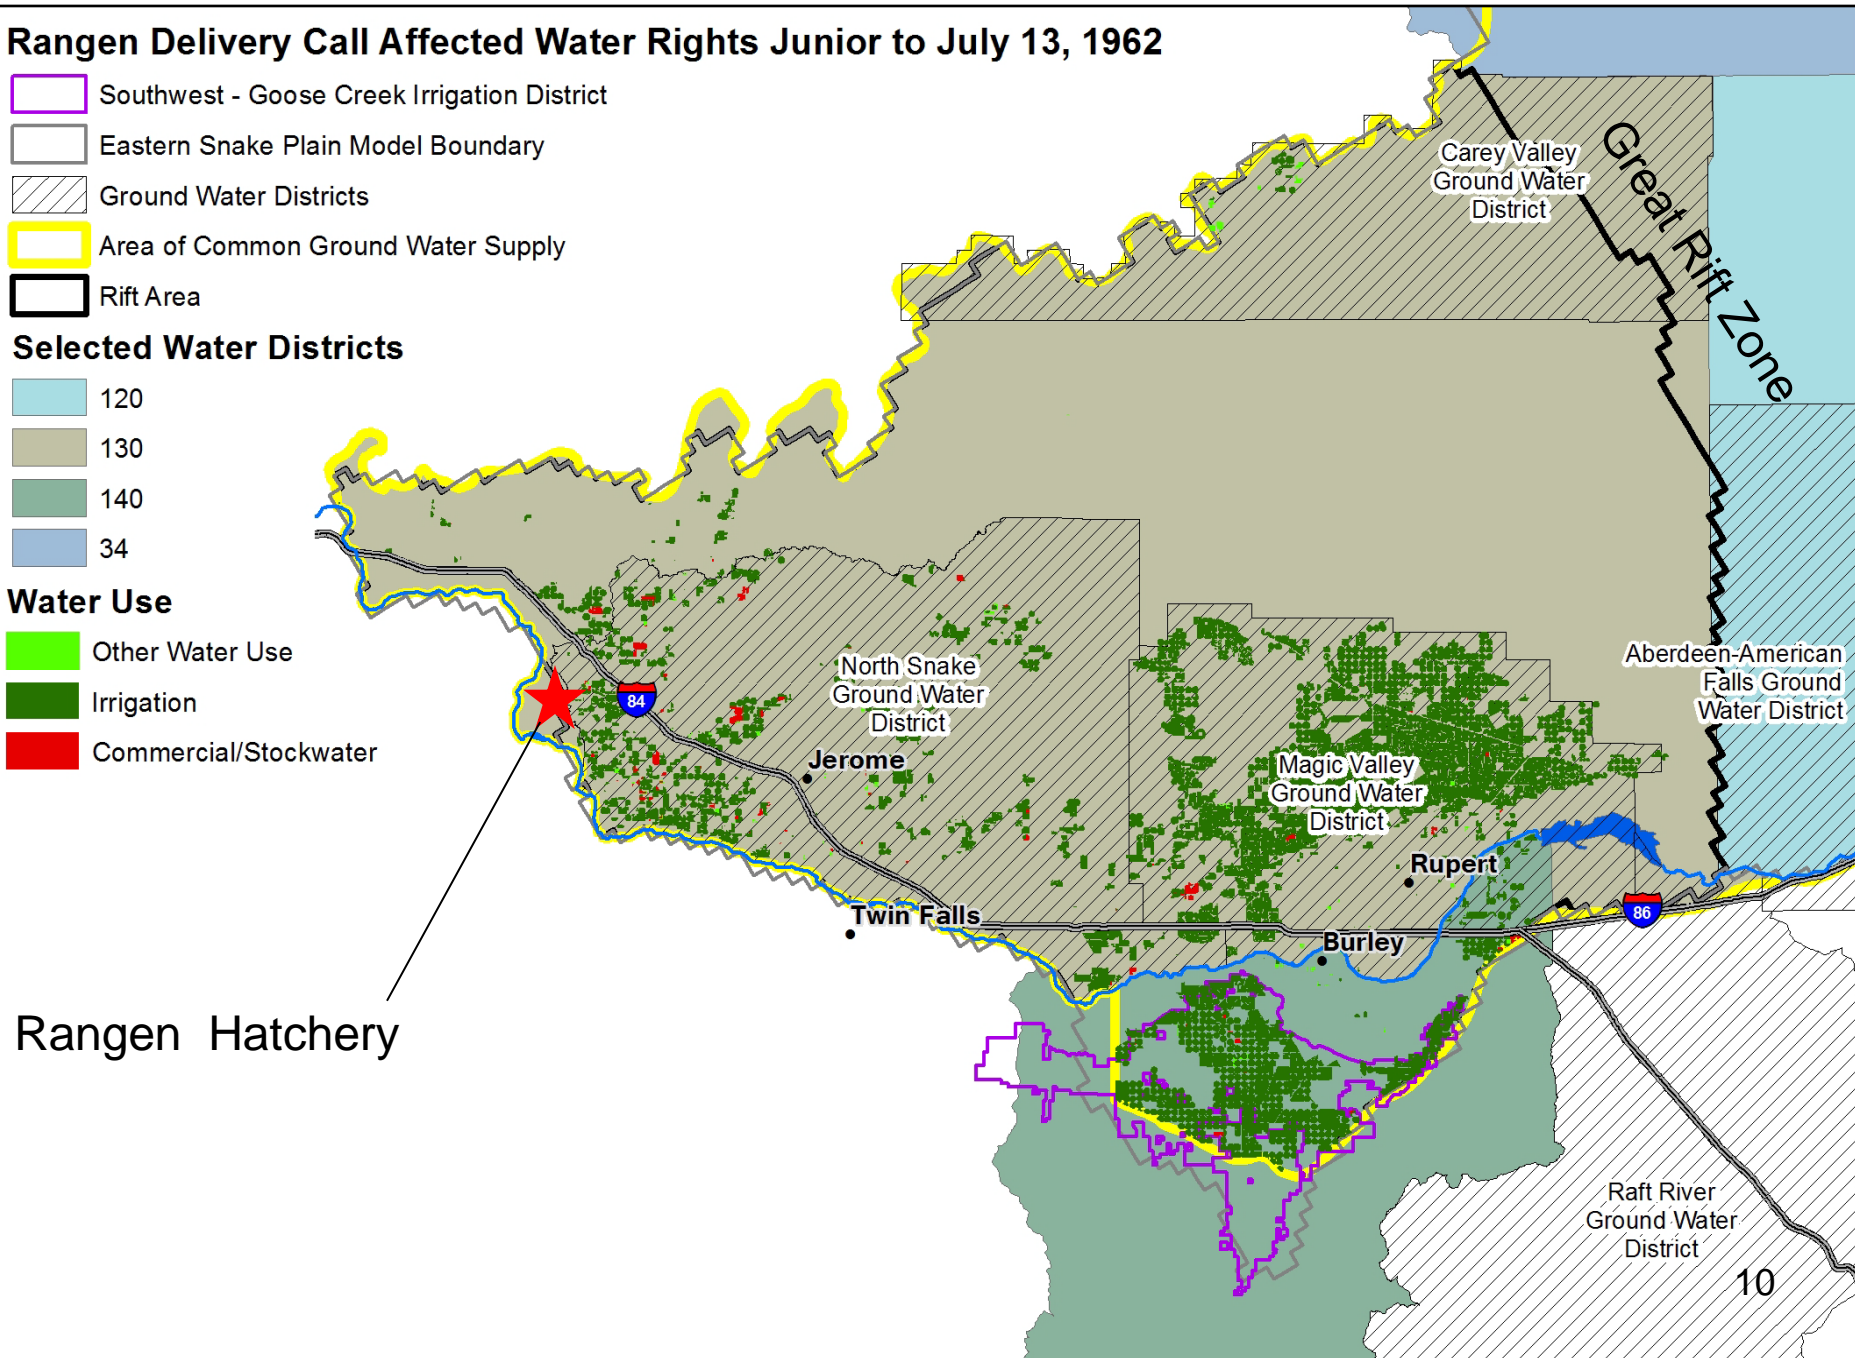 Rangen Delivery Call Affected Water Rights Junior to July 13, 1962
Southwest - Goose Creek Irrigation District
Eastern Snake Plain Model Boundary
Ground Water Districts
Area of Common Ground Water Supply
Rift Area
Selected Water Districts
120
130
140
34
Water Use
Other Water Use
Irrigation
Commercial/Stockwater
Rangen Hatchery
Carey Valley
Ground Water
District
Great Rift Zone
North Snake
Ground Water
District
84
Jerome
Magic Valley
Ground Water
District
Aberdeen-American
Falls Ground
Water District
Rupert
86
Twin Falls
Burley
Raft River
Ground Water
District
10